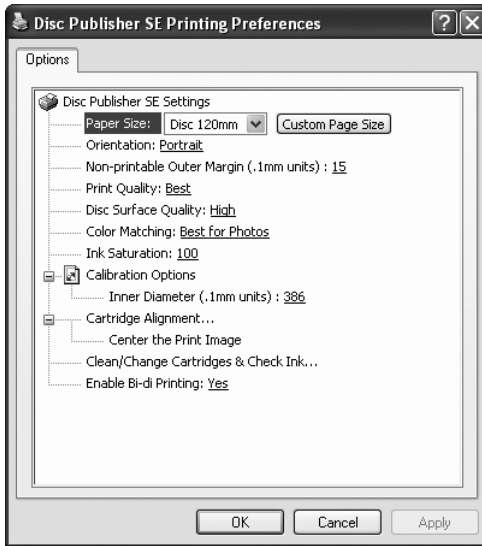 Disc Publisher SE Printing Preferences
Options
Disc Publisher SE Settings
Paper Size: Disc 120mm Custom Page Size
Orientation: Portrait
Non-printable Outer Margin (.1mm units) : 15
Print Quality: Best
Disc Surface Quality: High
Color Matching: Best for Photos
Ink Saturation: 100
Calibration Options
Inner Diameter (.1mm units) : 386
Cartridge Alignment...
Center the Print Image
Clean/Change Cartridges & Check Ink...
Enable Bi-di Printing: Yes
OK Cancel Apply